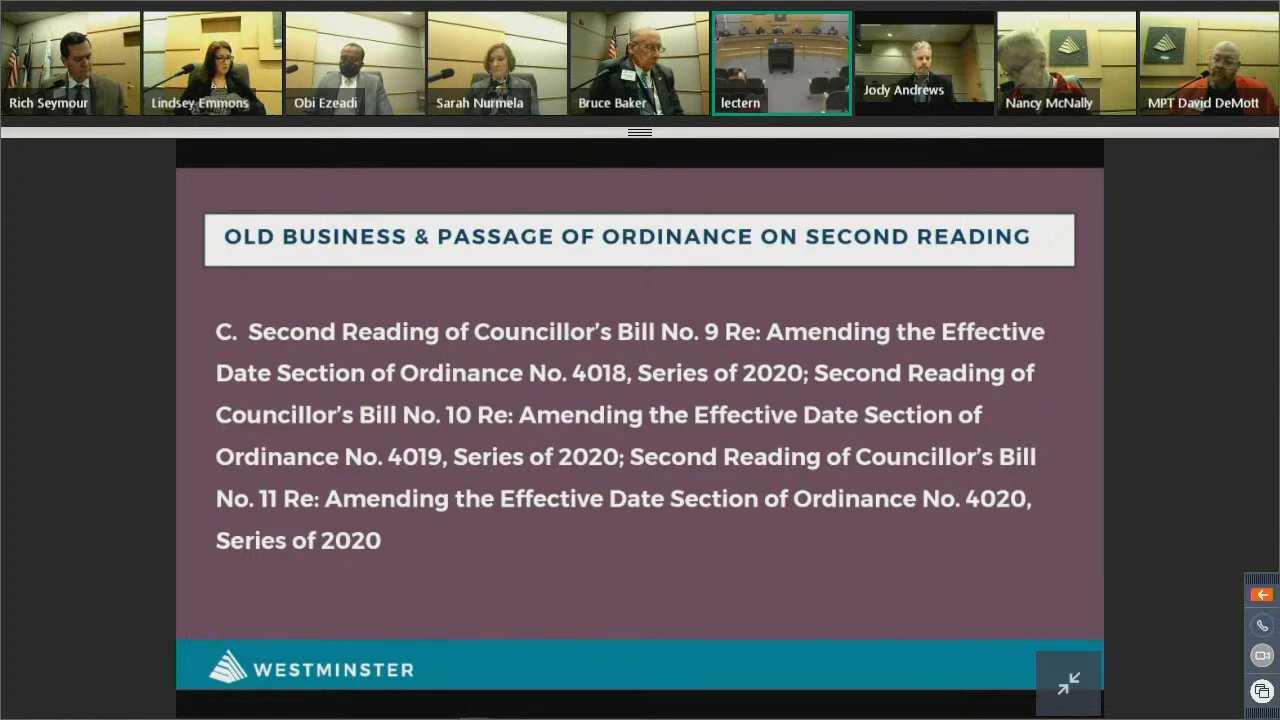 Rich Seymour
Lindsey Emmons
Obi Ezeadi
Sarah Nurmela
Bruce Baker
lectern
Jody Andrews
Nancy McNally
MPT David DeMott
OLD BUSINESS & PASSAGE OF ORDINANCE ON SECOND READING
C. Second Reading of Councillor’s Bill No. 9 Re: Amending the Effective
Date Section of Ordinance No. 4018, Series of 2020; Second Reading of
Councillor’s Bill No. 10 Re: Amending the Effective Date Section of
Ordinance No. 4019, Series of 2020; Second Reading of Councillor’s Bill
No. 11 Re: Amending the Effective Date Section of Ordinance No. 4020,
Series of 2020
WESTMINSTER